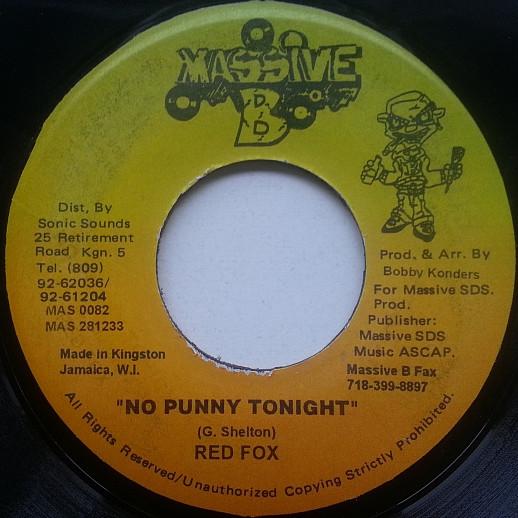 MASSIVE
B
D
D D
Dist, By
Sonic Sounds
25 Retirement
Road Kgn. 5
Tel. (809)
92-62036/
92-61204
MAS 0082
MAS 281233
Made in Kingston
Jamaica, W.I.
Prod. & Arr. By
Bobby Konders
For Massive SDS.
Prod.
Publisher:
Massive SDS
Music ASCAP.
Massive B Fax
718-399-8897
"NO PUNNY TONIGHT"
(G. Shelton)
RED FOX
All Rights Reserved/Unauthorized Copying Strictly Prohibited.